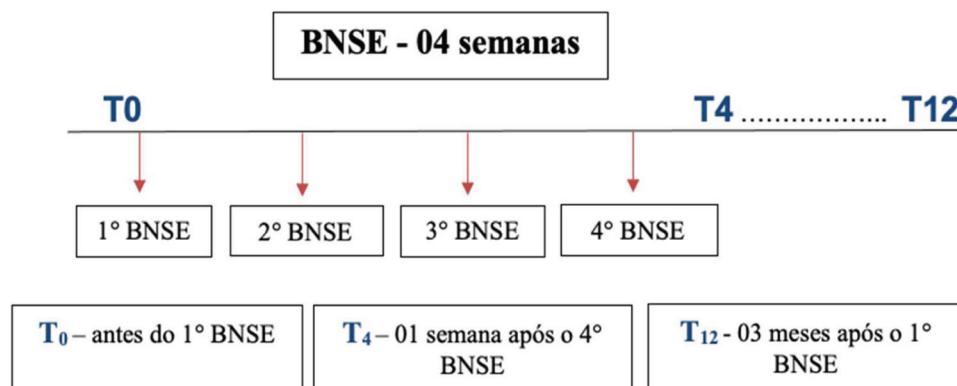 BNSE - 04 semanas
T0
T4 .................. T12
1° BNSE
2° BNSE
3° BNSE
4° BNSE
T0 – antes do 1° BNSE
T4 – 01 semana após o 4°
BNSE
T12 - 03 meses após o 1°
BNSE